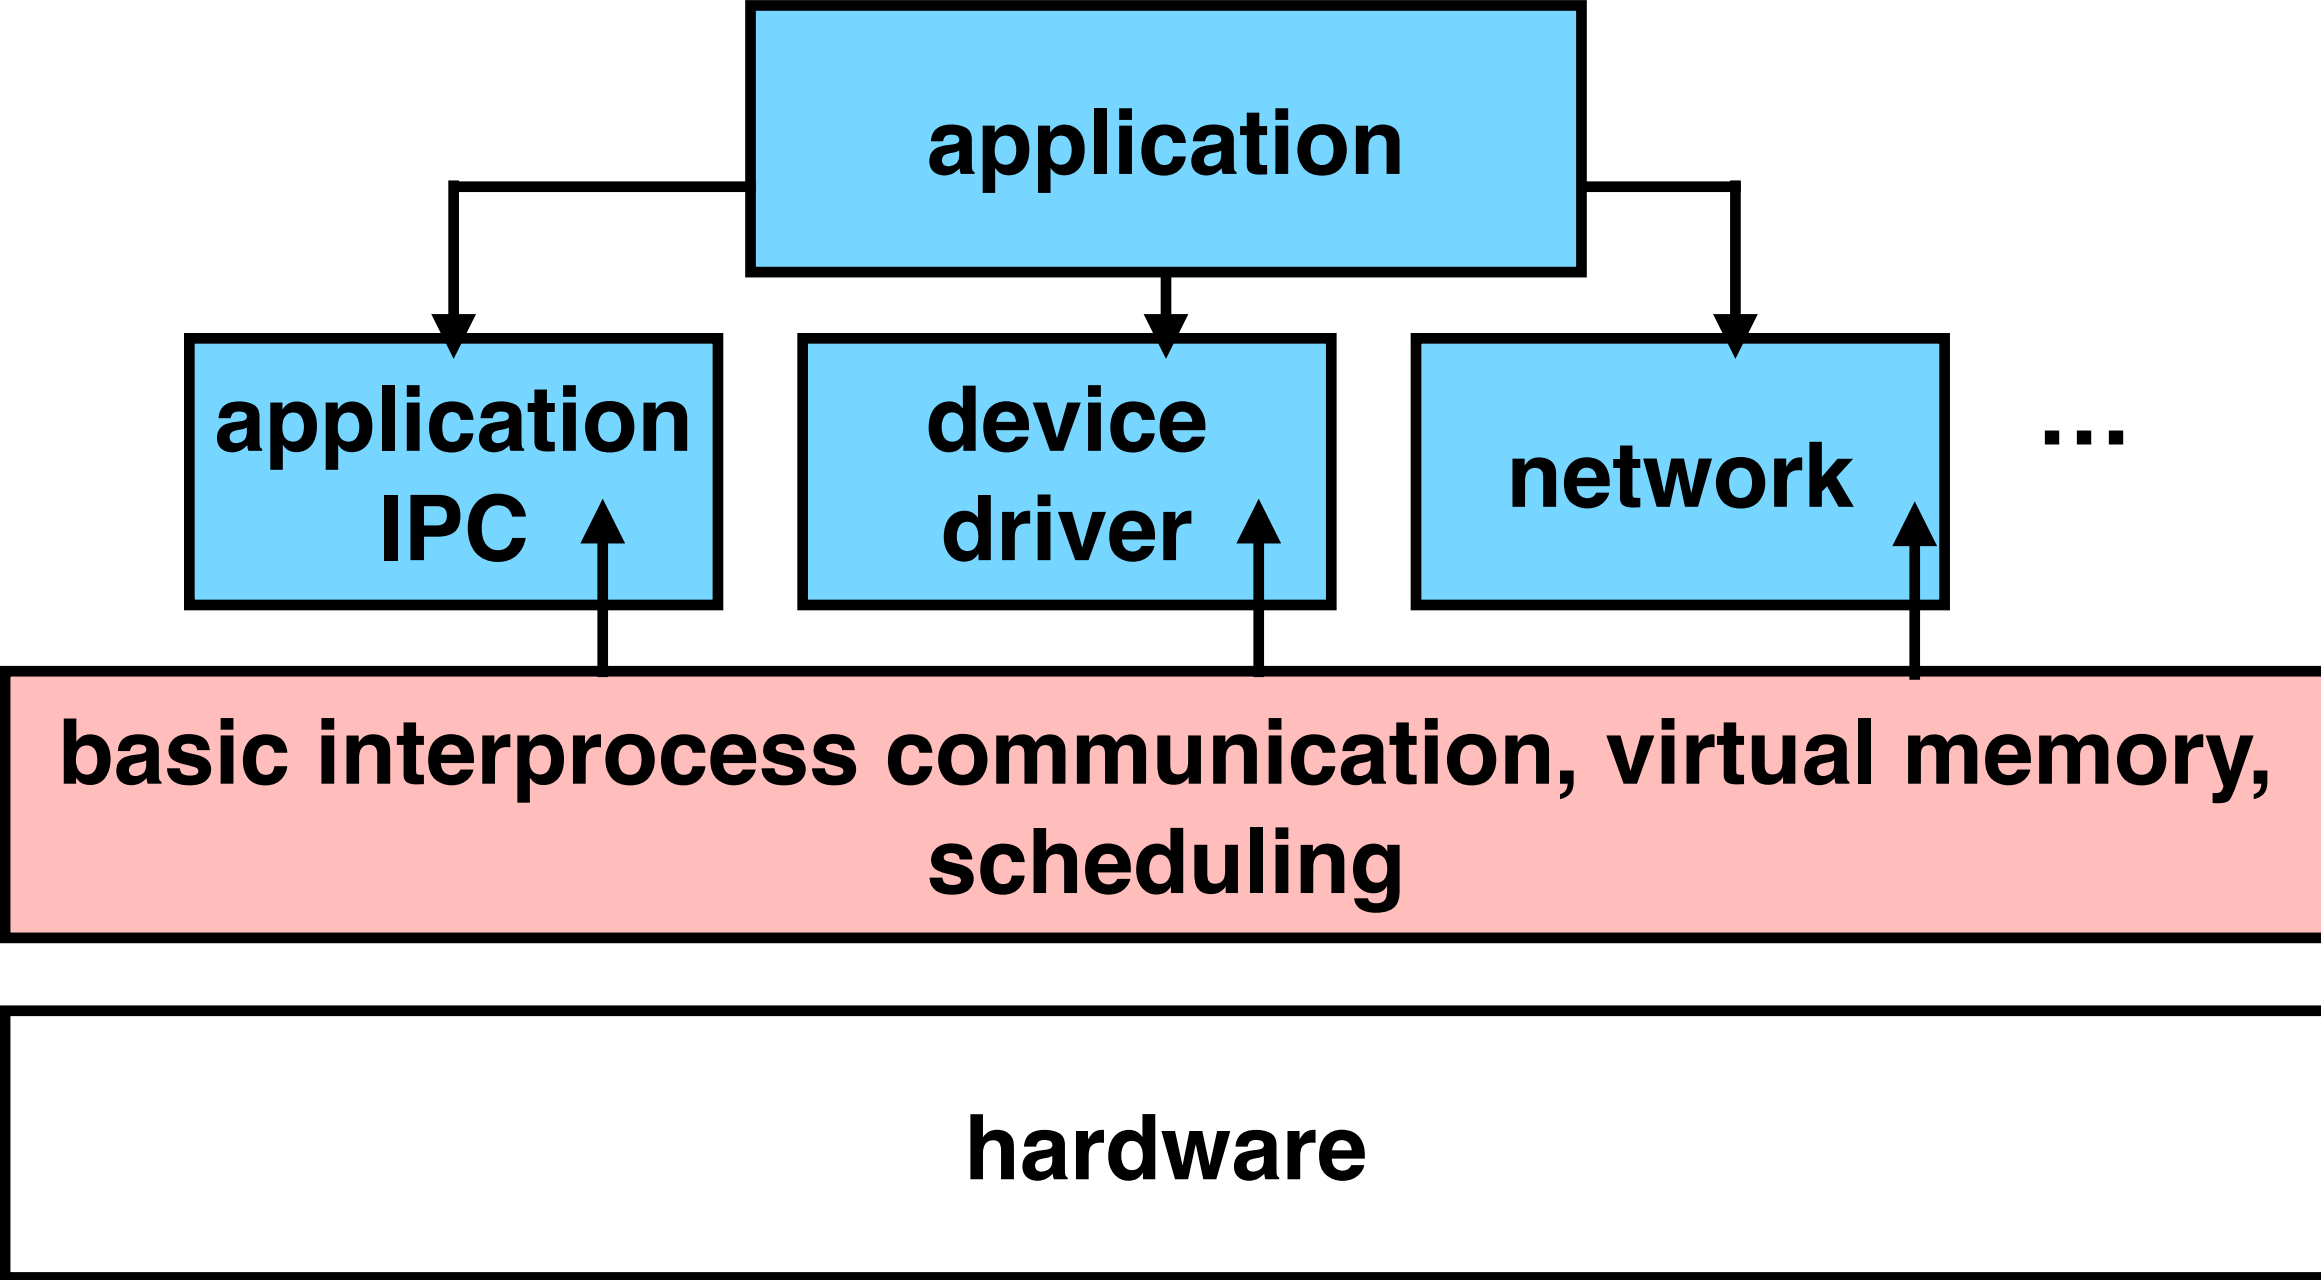 application
application
IPC
device
driver
network
...
basic interprocess communication, virtual memory,
scheduling
hardware